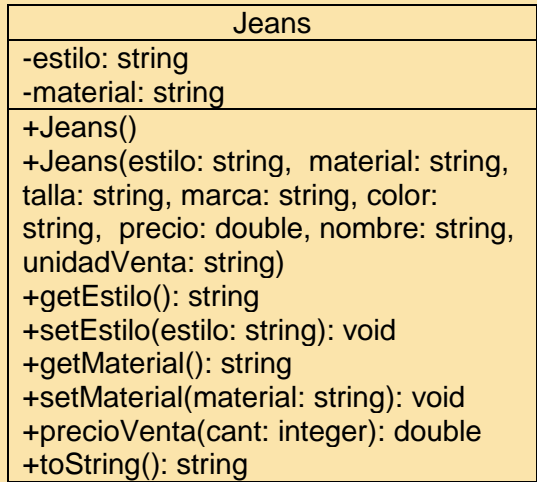 Jeans
-estilo: string
-material: string
+Jeans()
+Jeans(estilo: string,  material: string,
talla: string, marca: string, color:
string,  precio: double, nombre: string,
unidadVenta: string)
+getEstilo(): string
+setEstilo(estilo: string): void
+getMaterial(): string
+setMaterial(material: string): void
+precioVenta(cant: integer): double
+toString(): string